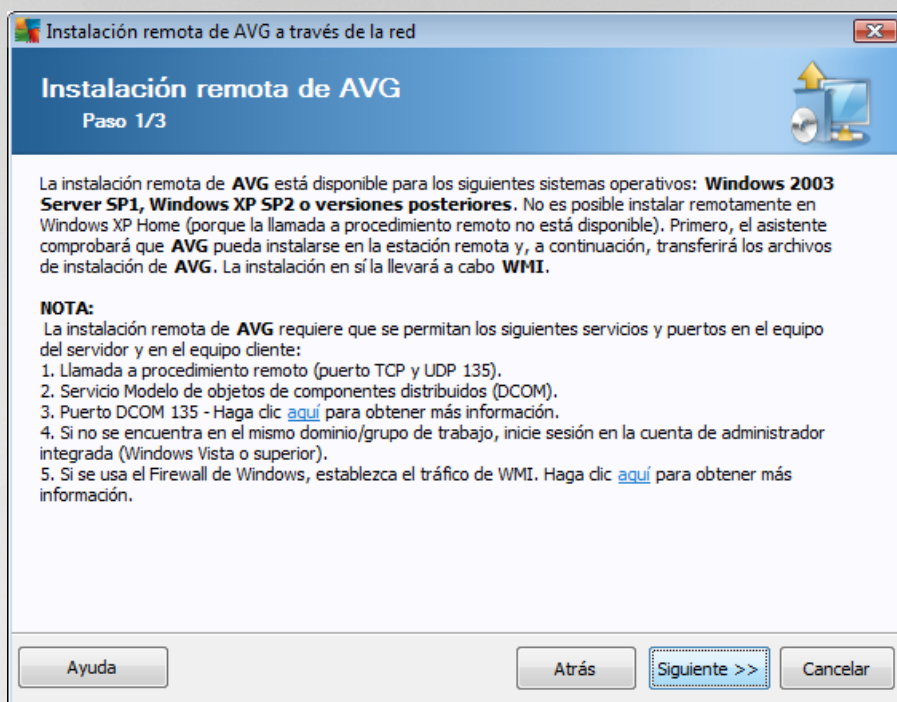 Instalación remota de AVG a través de la red
Instalación remota de AVG
Paso 1/3
La instalación remota de AVG está disponible para los siguientes sistemas operativos: Windows 2003
Server SP1, Windows XP SP2 o versiones posteriores. No es posible instalar remotamente en
Windows XP Home (porque la llamada a procedimiento remoto no está disponible). Primero, el asistente
comprobará que AVG pueda instalarse en la estación remota y, a continuación, transferirá los archivos
de instalación de AVG. La instalación en sí la llevará a cabo WMI.
NOTA:
La instalación remota de AVG requiere que se permitan los siguientes servicios y puertos en el equipo
del servidor y en el equipo cliente:
1. Llamada a procedimiento remoto (puerto TCP y UDP 135).
2. Servicio Modelo de objetos de componentes distribuidos (DCOM).
3. Puerto DCOM 135 - Haga clic aquí para obtener más información.
4. Si no se encuentra en el mismo dominio/grupo de trabajo, inicie sesión en la cuenta de administrador
integrada (Windows Vista o superior).
5. Si se usa el Firewall de Windows, establezca el tráfico de WMI. Haga clic aquí para obtener más
información.
Ayuda
Atrás
Siguiente >>
Cancelar